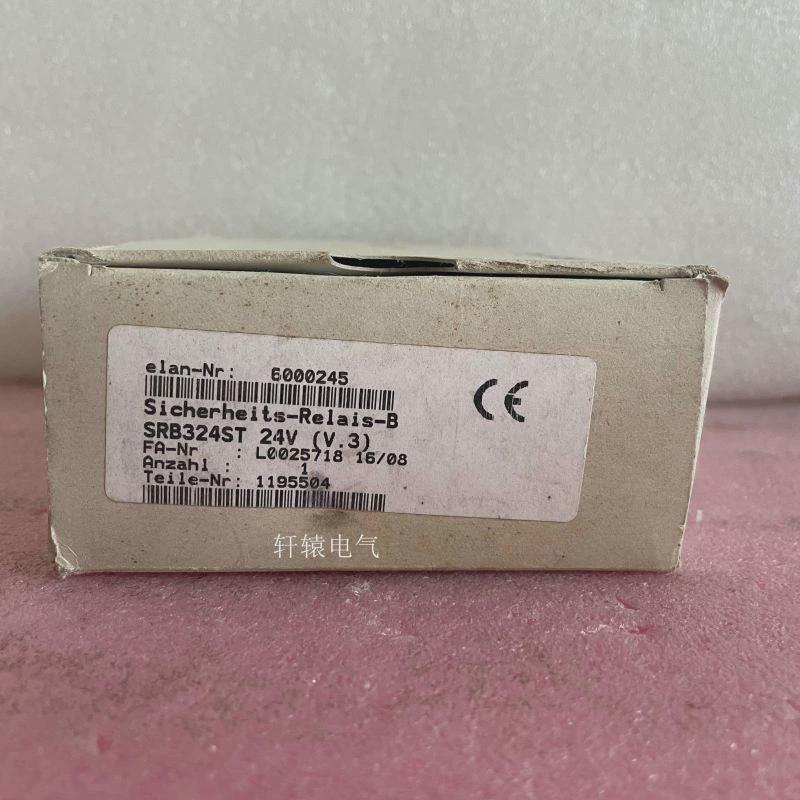 elan-Nr: 6000245
CE
Sicherheits-Relais-B
SRB324ST 24V (V.3)
FA-Nr : L0025718 16/08
Anzahl : 1
Teile-Nr: 1195504
轩辕电气